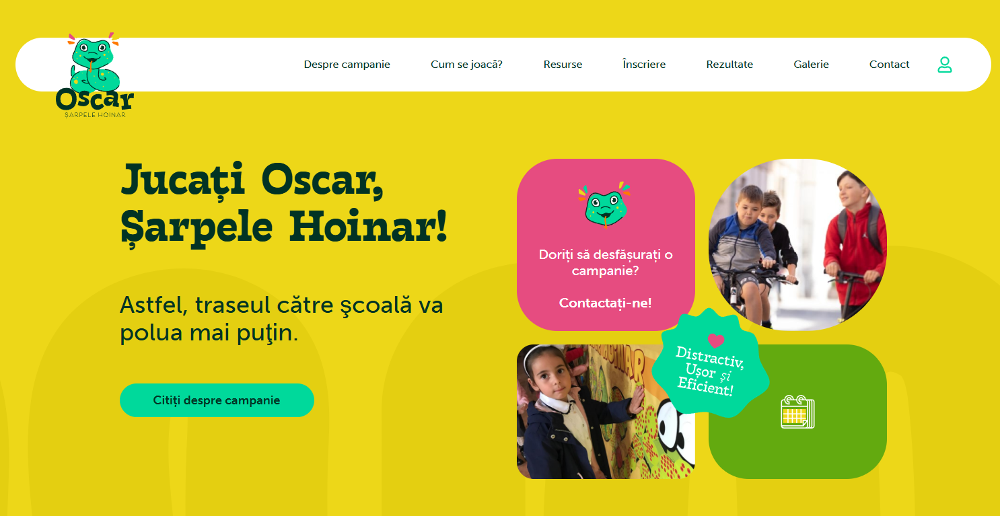 Despre campanie
Cum se joacă?
Resurse
Înscriere
Rezultate
Galerie
Contact
Oscar
ȘARPELE HOINAR
Jucați Oscar,
Șarpele Hoinar!
Astfel, traseul către şcoală va
polua mai puţin.
Citiți despre campanie
Doriți să desfășurați o
campanie?
Contactați-ne!
Distractiv,
Ușor și
Eficient!
HOINAR